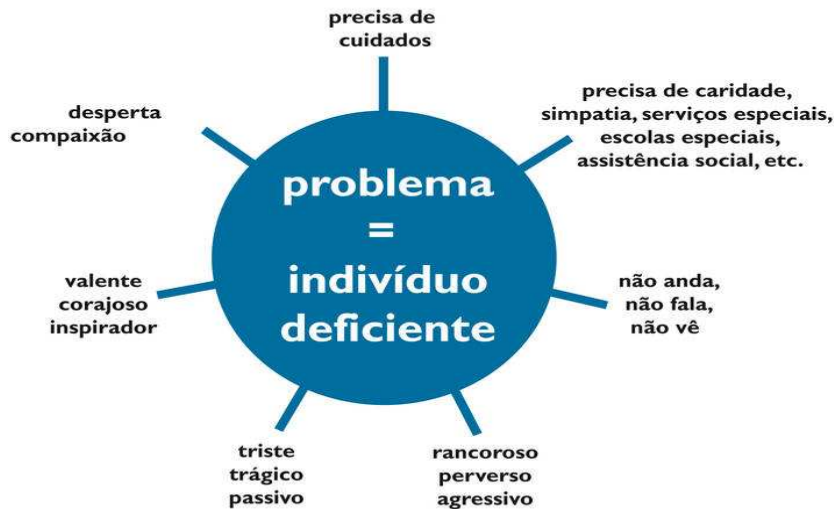 precisa de
cuidados
desperta
compaixão
precisa de caridade,
simpatia, serviços especiais,
escolas especiais,
assistência social, etc.
problema
=
indivíduo
deficiente
valente
corajoso
inspirador
não anda,
não fala,
não vê
triste
trágico
passivo
rancoroso
perverso
agressivo